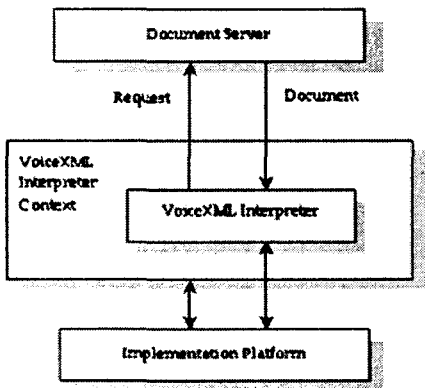 Document Server
Request
Document
VoiceXML
Interpreter
Context
VoiceXML Interpreter
Implementation Platform